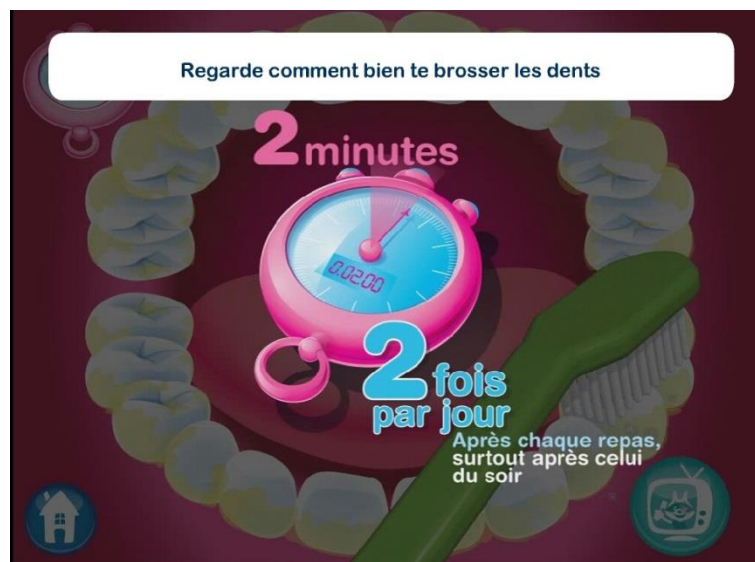 Regarde comment bien te brosser les dents
2 minutes
0.02.00
2 fois
par jour
Après chaque repas,
surtout après celui
du soir